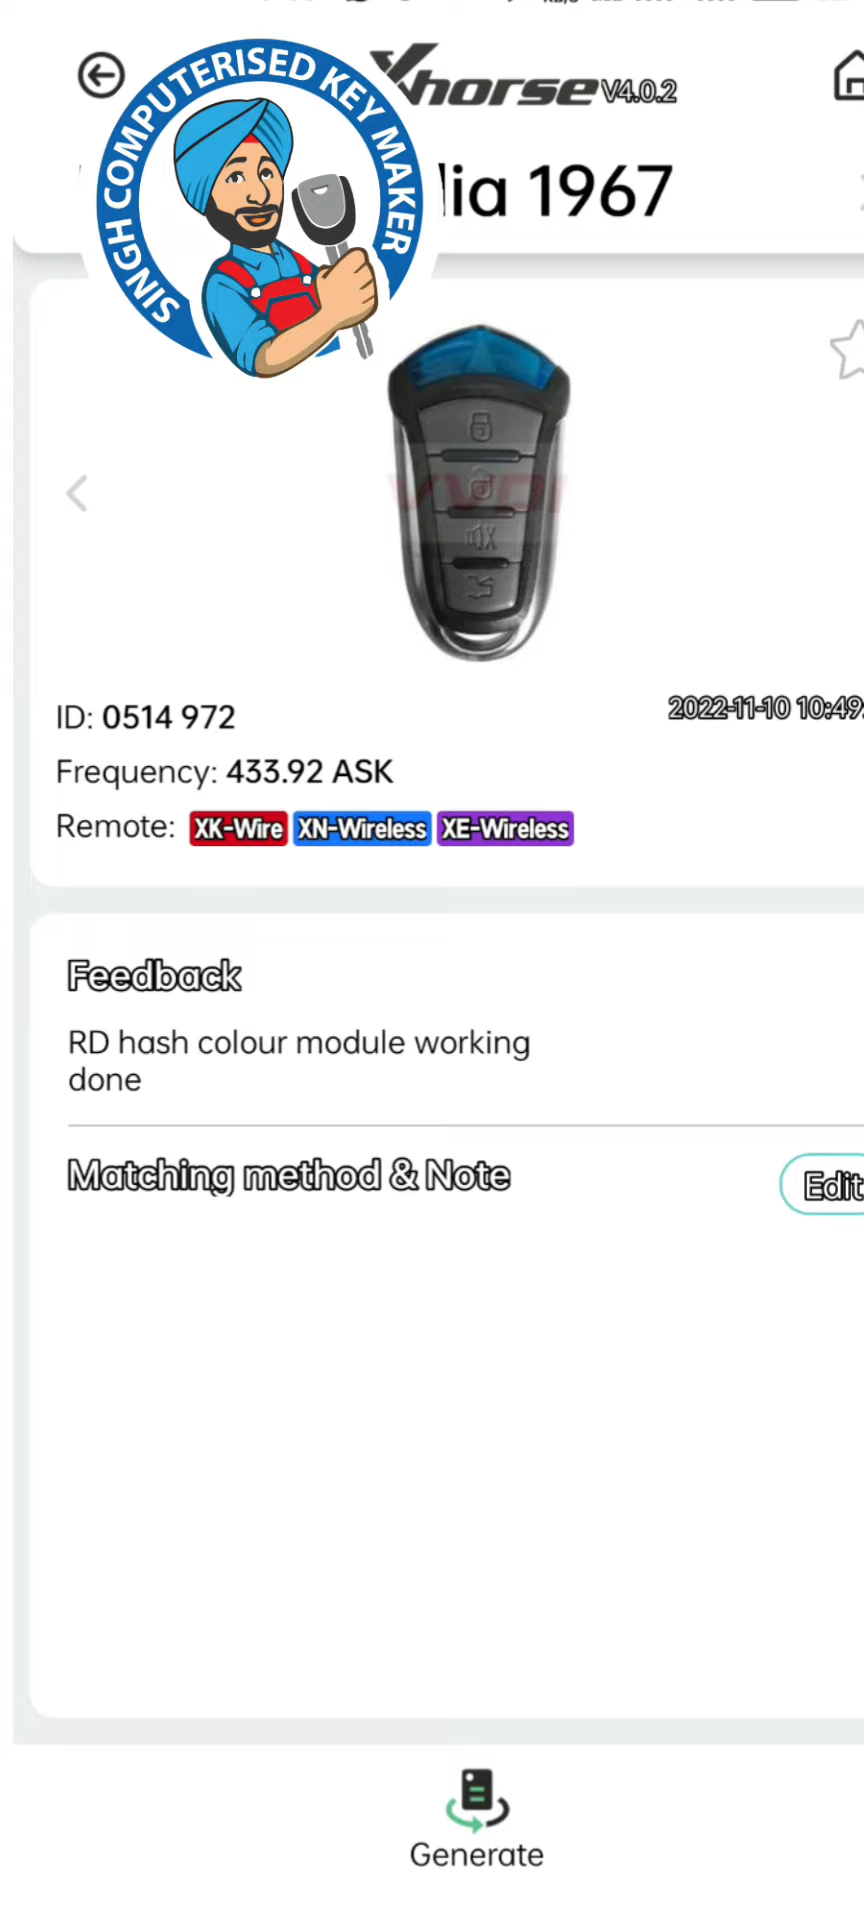 SINGH COMPUTERISED KEY MAKER
Xhorse V4.0.2
lia 1967
VVDI
ID: 0514 972
2022-11-10 10:49
Frequency: 433.92 ASK
Remote: XK-Wire XN-Wireless XE-Wireless
Feedback
RD hash colour module working
done
Matching method & Note
Edit
Generate